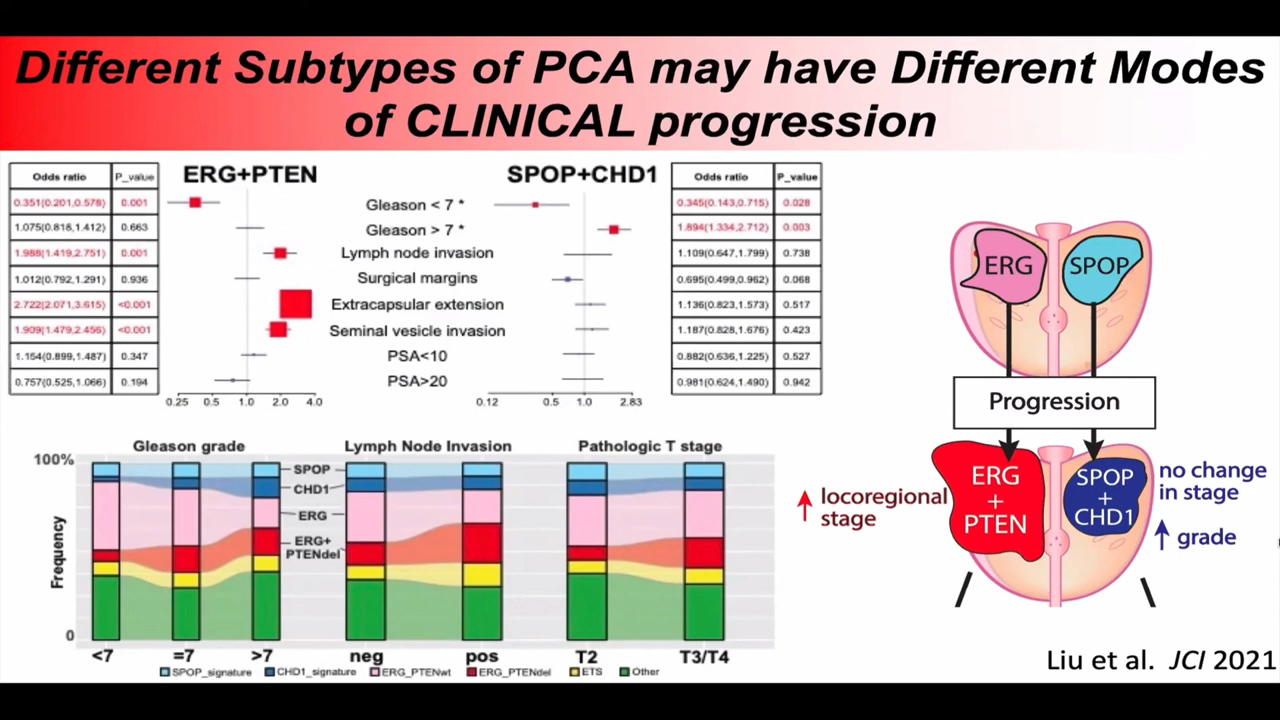 Different Subtypes of PCA may have Different Modes
of CLINICAL progression
Odds ratio P_value
0.351(0.201,0.578) 0.001
1.075(0.818,1.412) 0.663
1.988(1.419,2.751) 0.001
1.012(0.792,1.291) 0.936
2.722(2.071,3.615) <0.001
1.909(1.479,2.456) <0.001
1.154(0.899,1.487) 0.347
0.757(0.525,1.066) 0.194
ERG+PTEN
0.25 0.5 1.0 2.0 4.0
Gleason < 7 *
Gleason > 7 *
Lymph node invasion
Surgical margins
Extracapsular extension
Seminal vesicle invasion
PSA<10
PSA>20
SPOP+CHD1
0.12 0.5 1.0 2.83
Odds ratio P_value
0.345(0.143,0.715) 0.028
1.894(1.334,2.712) 0.003
1.109(0.647,1.799) 0.738
0.695(0.499,0.962) 0.068
1.136(0.823,1.573) 0.517
1.187(0.828,1.676) 0.423
0.882(0.636,1.225) 0.527
0.981(0.624,1.490) 0.942
ERG SPOP
Progression
ERG
+
PTEN
SPOP
+
CHD1
locoregional
stage
no change
in stage
grade
Gleason grade Lymph Node Invasion Pathologic T stage
100%
Frequency
0
SPOP
CHD1
ERG
ERG+
PTENdel
<7 =7 >7 neg pos T2 T3/T4
SPOP_signature CHD1_signature ERG_PTENwt ERG_PTENdel ETS Other
Liu et al. JCI 2021